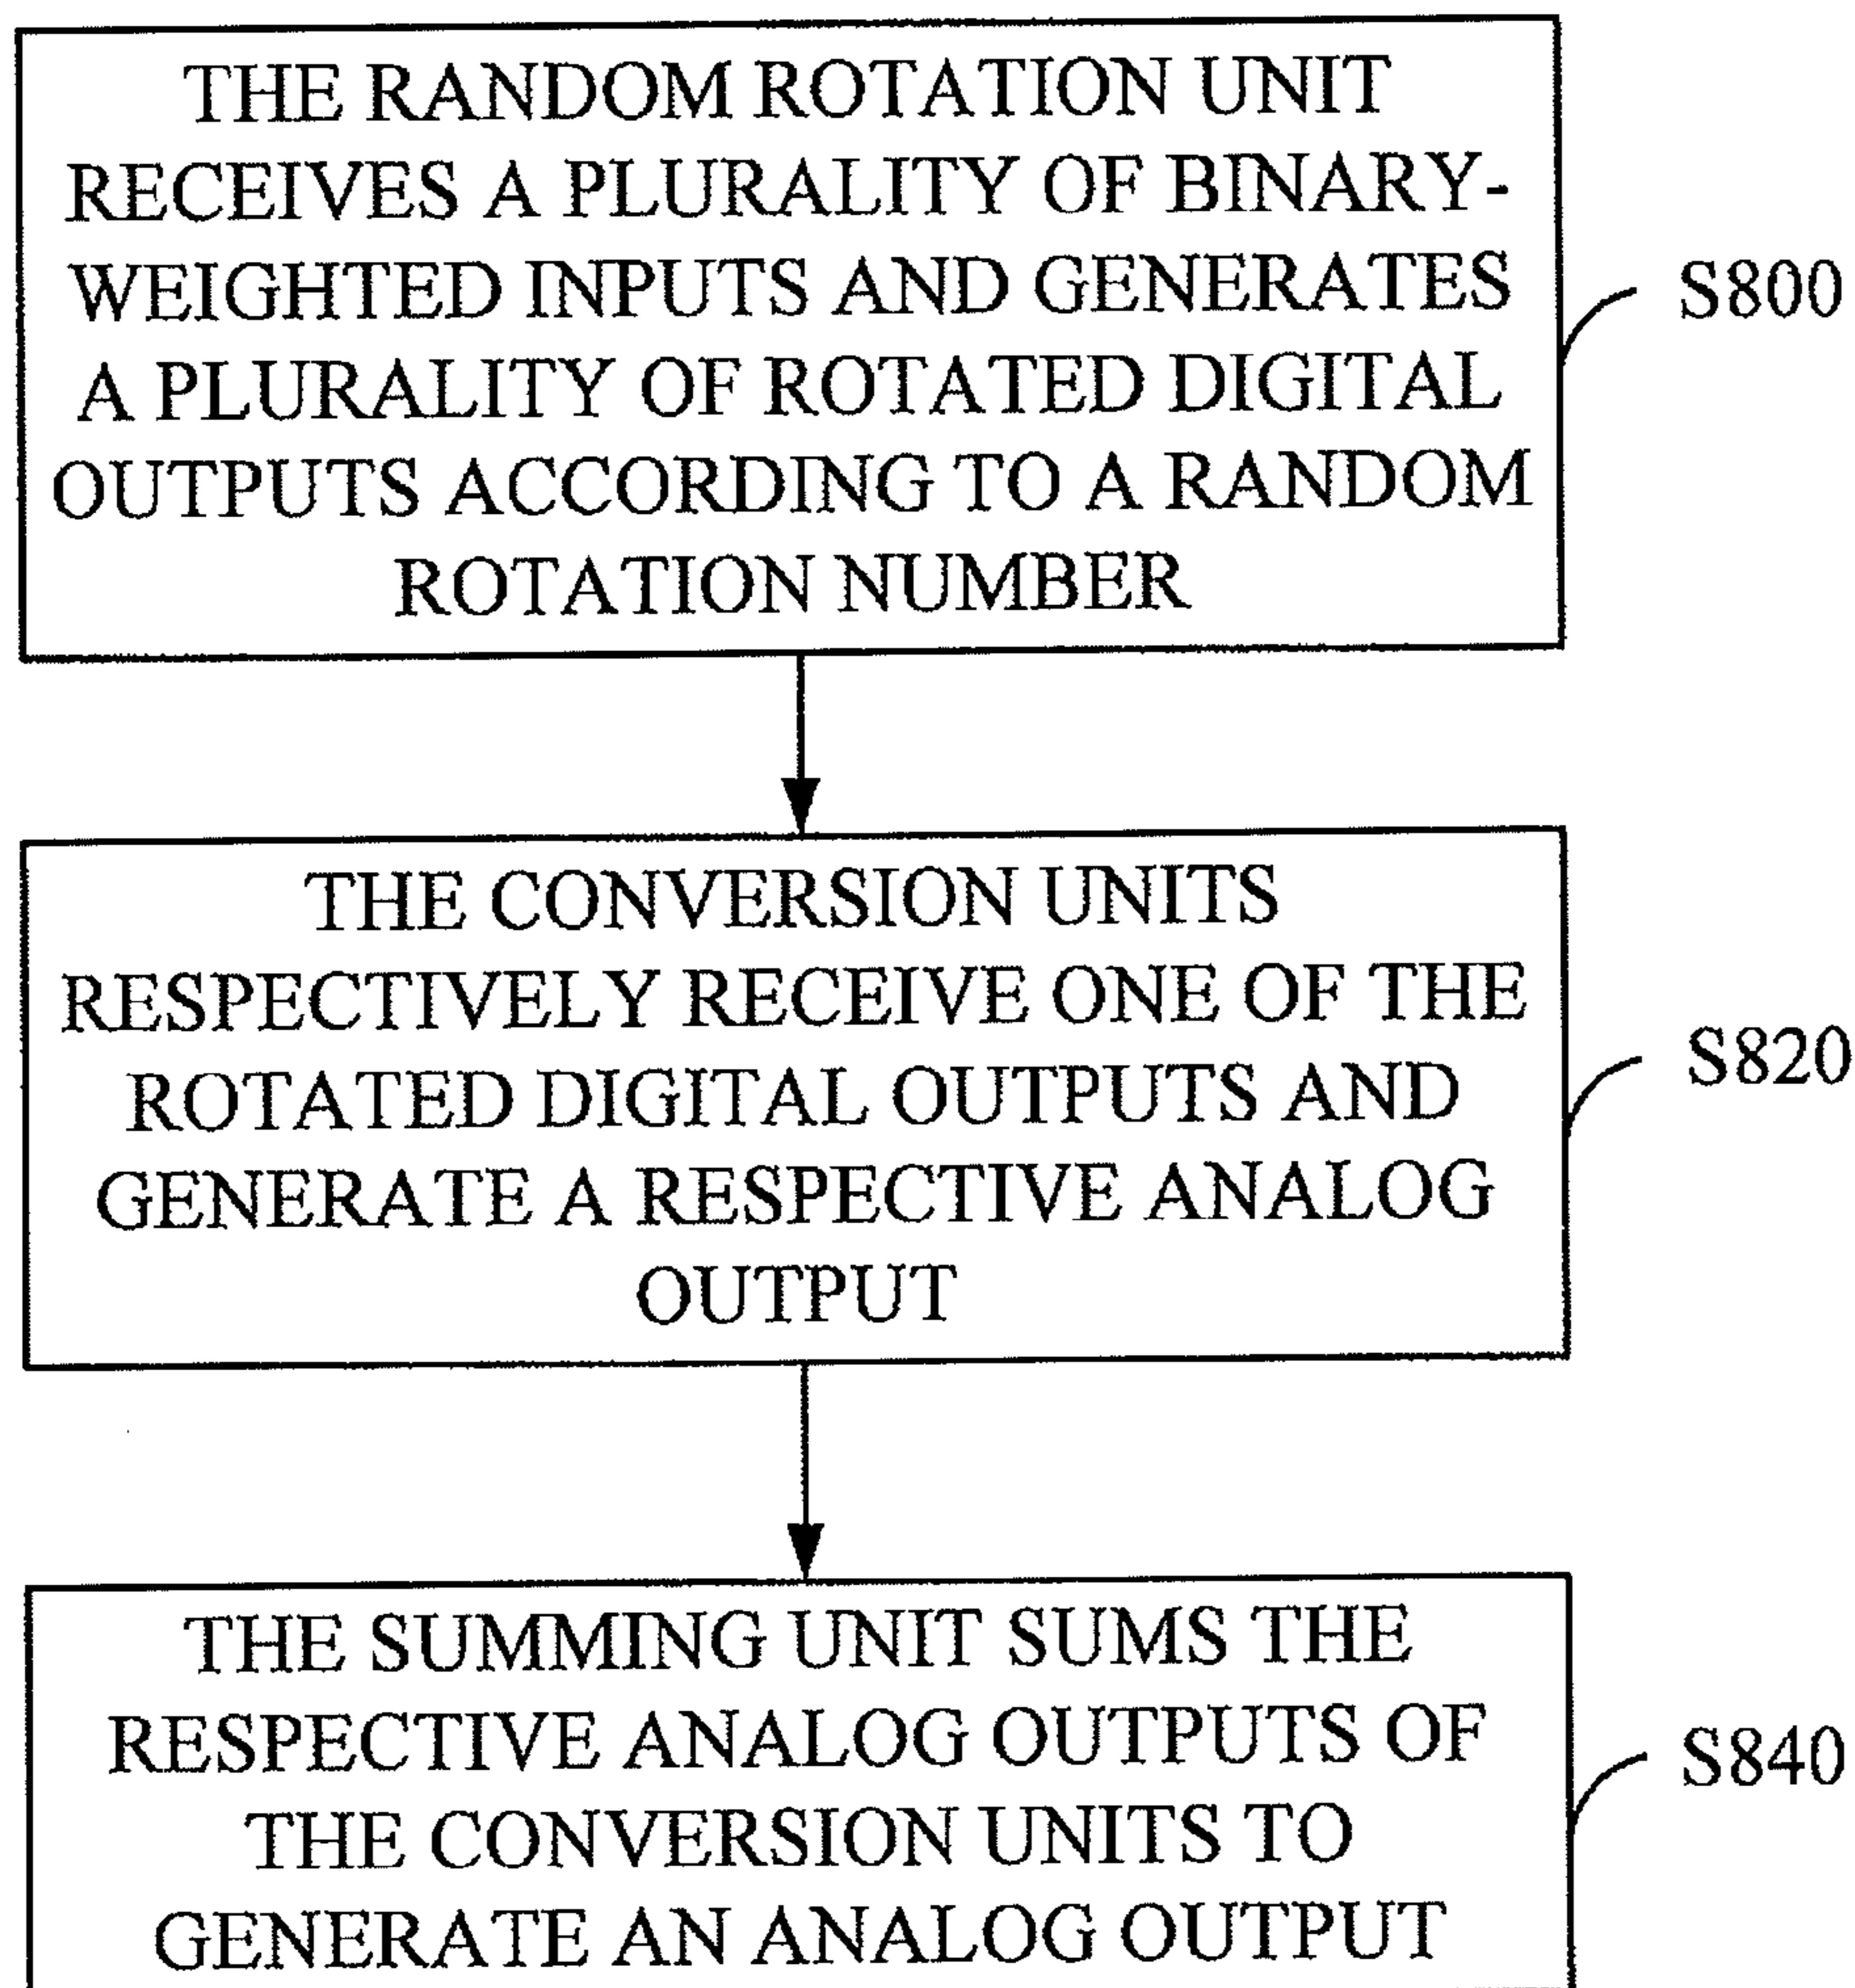 THE RANDOM ROTATION UNIT
RECEIVES A PLURALITY OF BINARY-
WEIGHTED INPUTS AND GENERATES
A PLURALITY OF ROTATED DIGITAL
OUTPUTS ACCORDING TO A RANDOM
ROTATION NUMBER
S800
THE CONVERSION UNITS
RESPECTIVELY RECEIVE ONE OF THE
ROTATED DIGITAL OUTPUTS AND
GENERATE A RESPECTIVE ANALOG
OUTPUT
S820
THE SUMMING UNIT SUMS THE
RESPECTIVE ANALOG OUTPUTS OF
THE CONVERSION UNITS TO
GENERATE AN ANALOG OUTPUT
S840